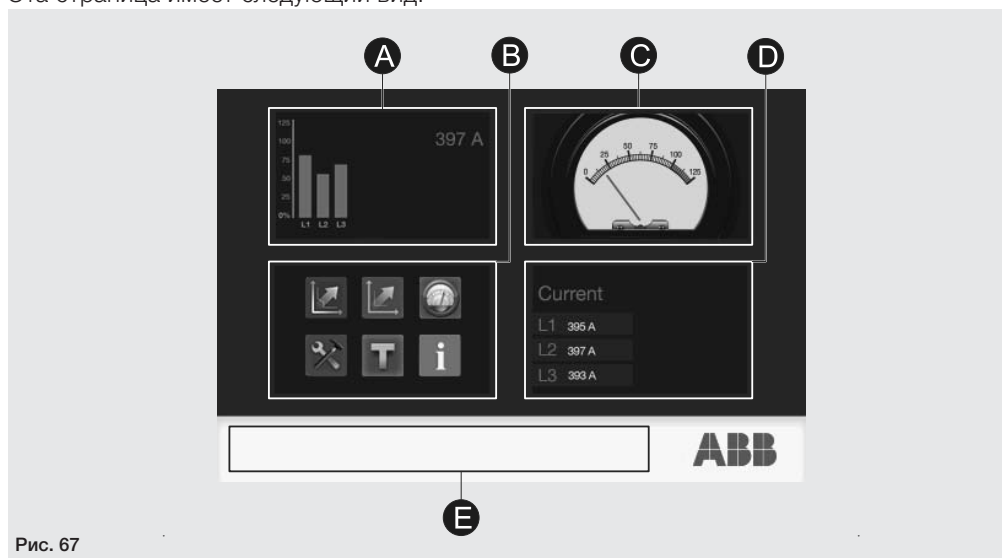 Эта страница имеет следующий вид:
A
B
C
D
125
100
75
50
25
0%
L1 L2 L3
397 A
0 25 50 75 100 125
T
i
Current
L1 395 A
L2 397 A
L3 393 A
ABB
E
Рис. 67